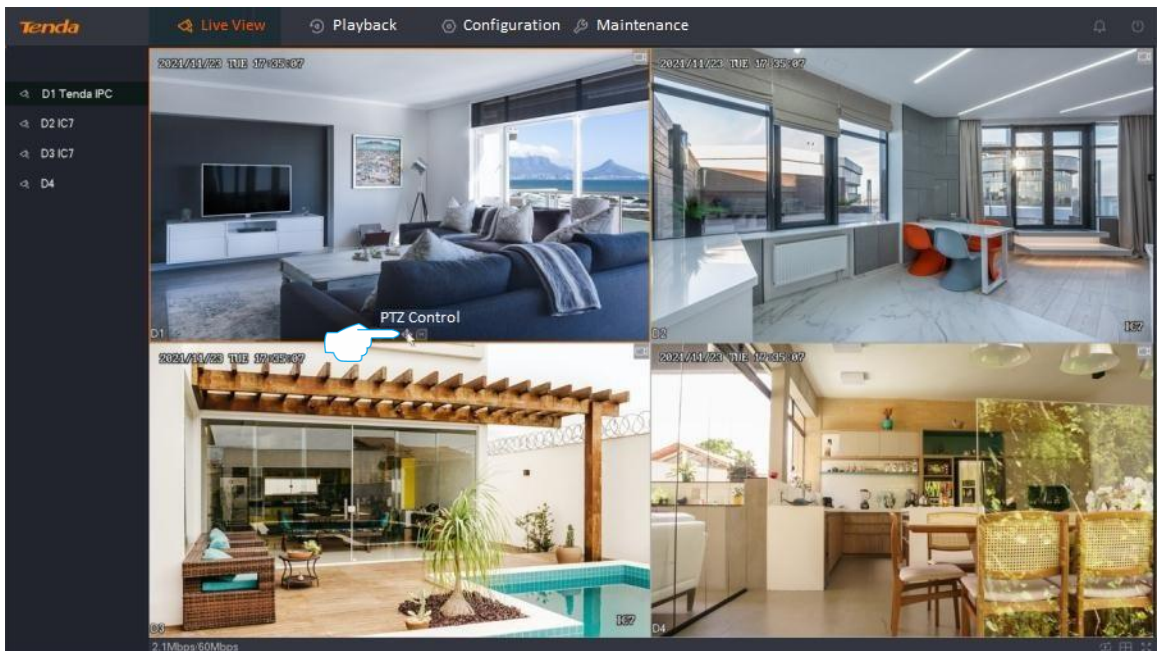 Tenda Live View Playback Configuration Maintenance
2021/11/23 TUE 17:35:07
2021/11/23 TUE 17:35:07
D1 Tenda IPC
D2 IC7
D3 IC7
D4
PTZ Control
D1
D2
IC7
2021/11/23 TUE 17:35:07
2021/11/23 TUE 17:35:07
IC7
D3
D4
2.1Mbps/60Mbps